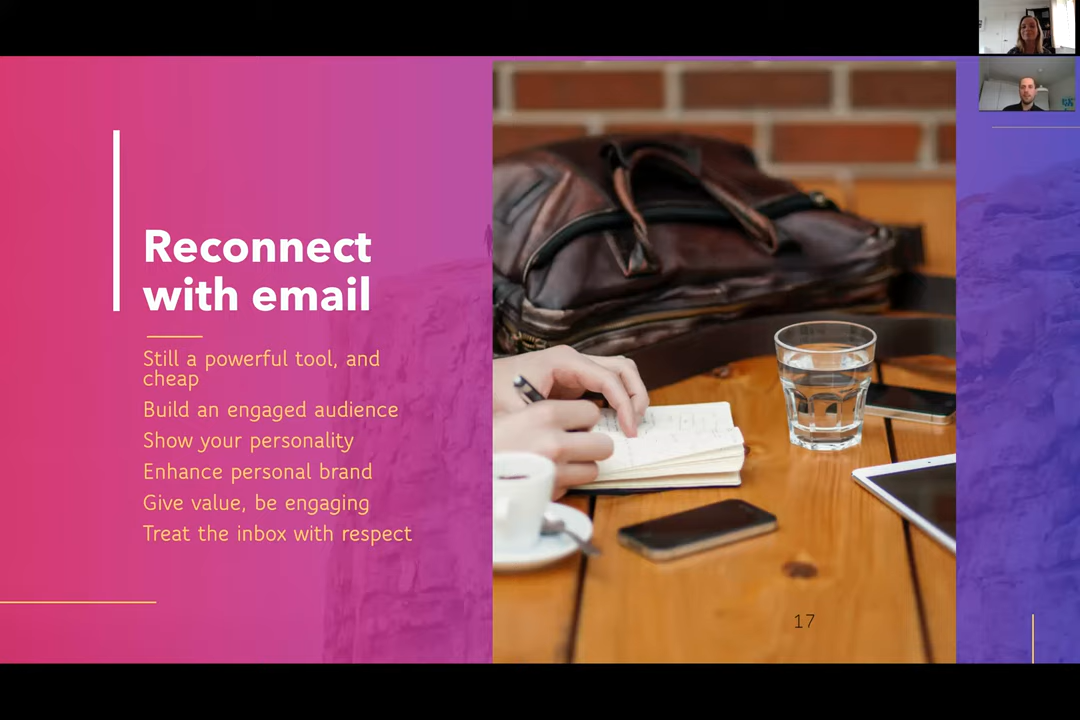 Reconnect
with email
Still a powerful tool, and
cheap
Build an engaged audience
Show your personality
Enhance personal brand
Give value, be engaging
Treat the inbox with respect
17